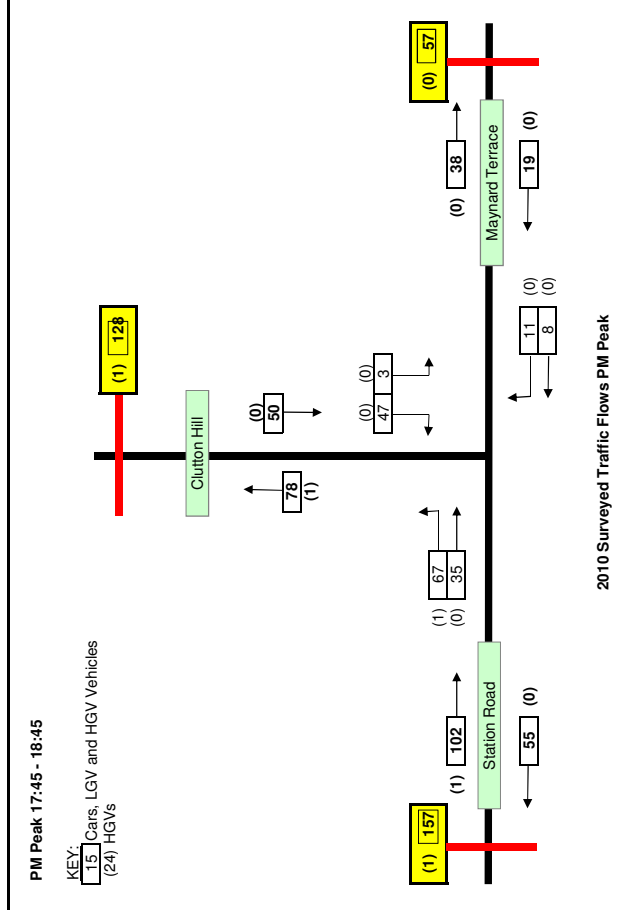 PM Peak 17:45 - 18:45
KEY:
15 Cars, LGV and HGV Vehicles
(24) HGVs
(1) 128
Clutton Hill
(0)
50
78
(1)
(0) (0)
47 3
(1) 67
(0) 35
11 (0)
8 (0)
(1) 157
(1) 102
Station Road
55 (0)
(0) 57
(0) 38
Maynard Terrace
19 (0)
2010 Surveyed Traffic Flows PM Peak